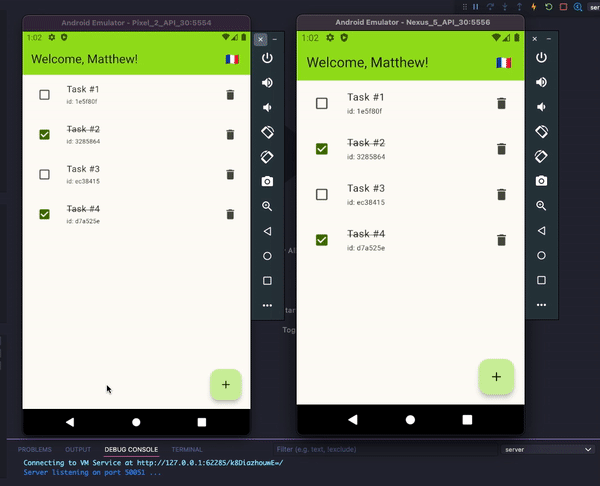 Android Emulator - Pixel_2_API_30:5554
1:02
Welcome, Matthew!
Task #1
id: 1e5f80f
Task #2
id: 3285864
Task #3
id: ec38415
Task #4
id: d7a525e
+
Android Emulator - Nexus_5_API_30:5556
1:02
Welcome, Matthew!
Task #1
id: 1e5f80f
Task #2
id: 3285864
Task #3
id: ec38415
Task #4
id: d7a525e
+
ser
Tog
PROBLEMS OUTPUT DEBUG CONSOLE TERMINAL Filter (e.g. text, !exclude) server
Connecting to VM Service at http://127.0.0.1:62285/k8DiazhouwE=/
Server listening on port 50051 ...